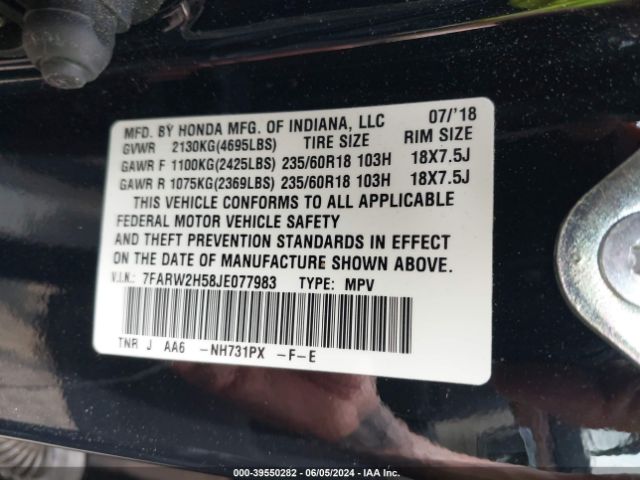 MFD. BY HONDA MFG. OF INDIANA, LLC 07/'18
GVWR 2130KG(4695LBS) TIRE SIZE RIM SIZE
GAWR F 1100KG(2425LBS) 235/60R18 103H 18X7.5J
GAWR R 1075KG(2369LBS) 235/60R18 103H 18X7.5J
THIS VEHICLE CONFORMS TO ALL APPLICABLE
FEDERAL MOTOR VEHICLE SAFETY
AND THEFT PREVENTION STANDARDS IN EFFECT
ON THE DATE OF MANUFACTURE SHOWN ABOVE.
V.I.N.: 7FARW2H58JE077983 TYPE: MPV
TNR J AA6 -NH731PX -F-E
000-39550282 - 06/05/2024 - IAA Inc.